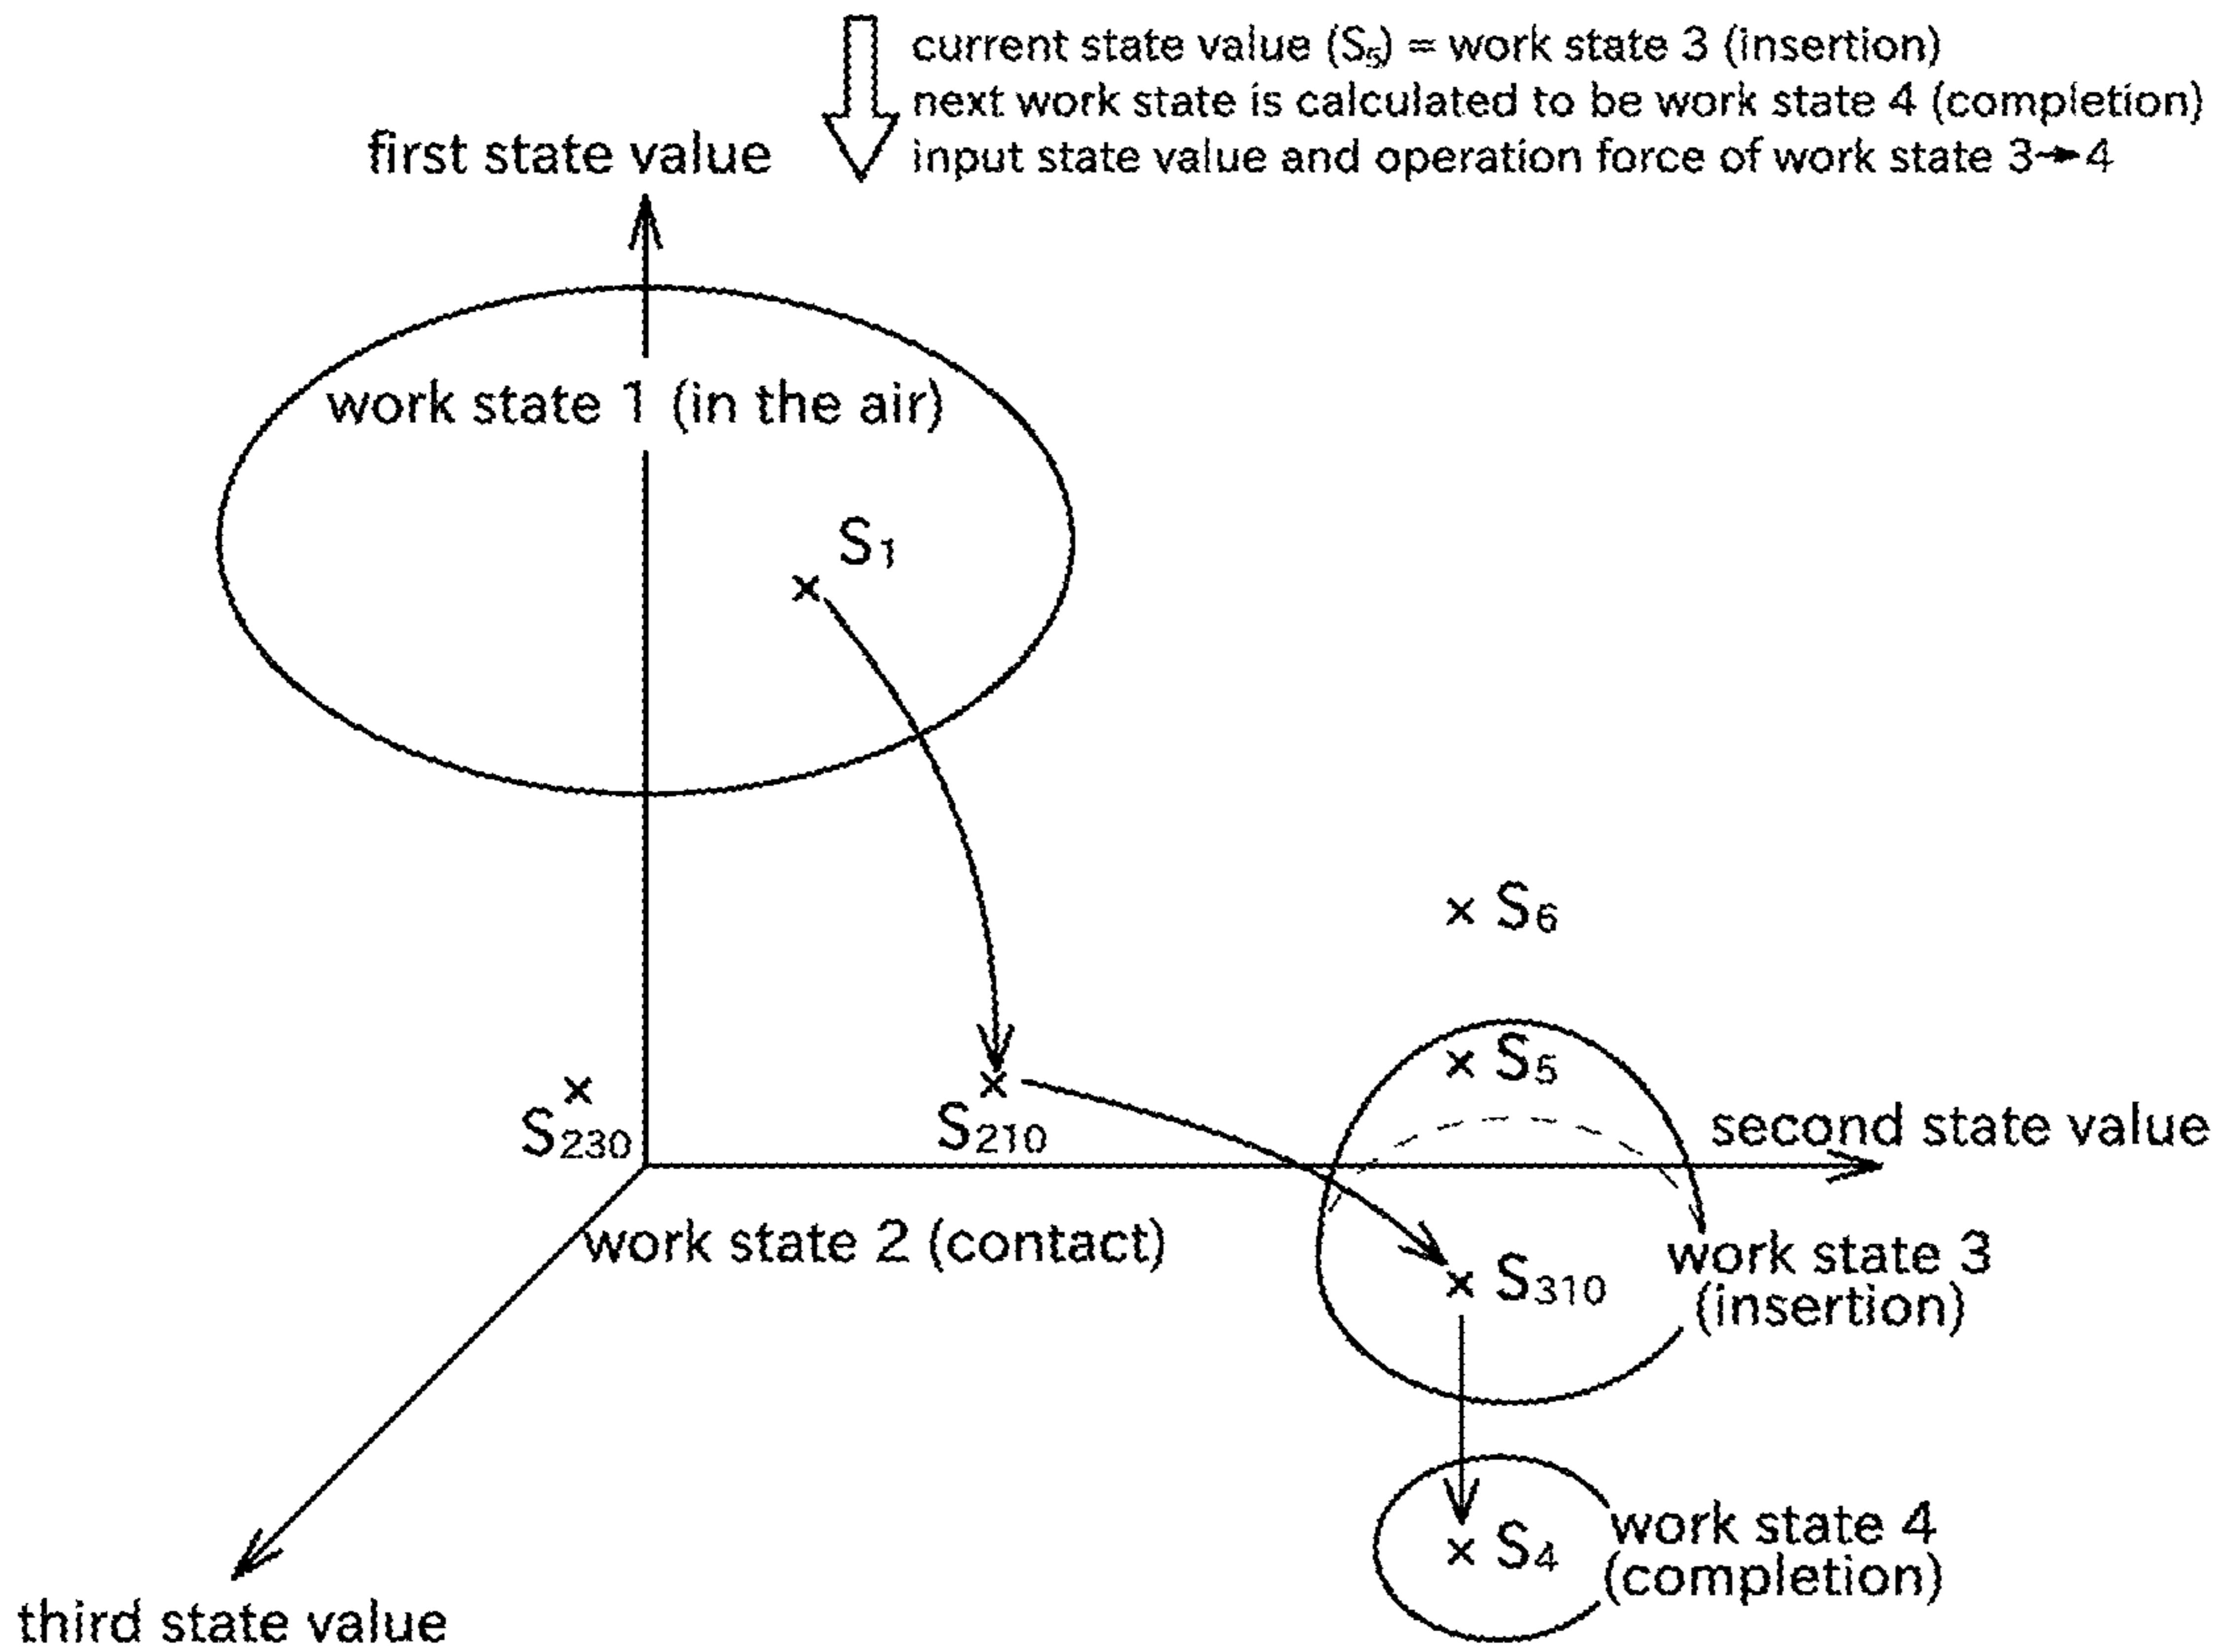 current state value (S₅) = work state 3 (insertion)
next work state is calculated to be work state 4 (completion)
input state value and operation force of work state 3→4
first state value
work state 1 (in the air)
S₁
S₆
S₅
S₂₃₀
S₂₁₀
second state value
work state 2 (contact)
work state 3
(insertion)
S₃₁₀
work state 4
(completion)
S₄
third state value